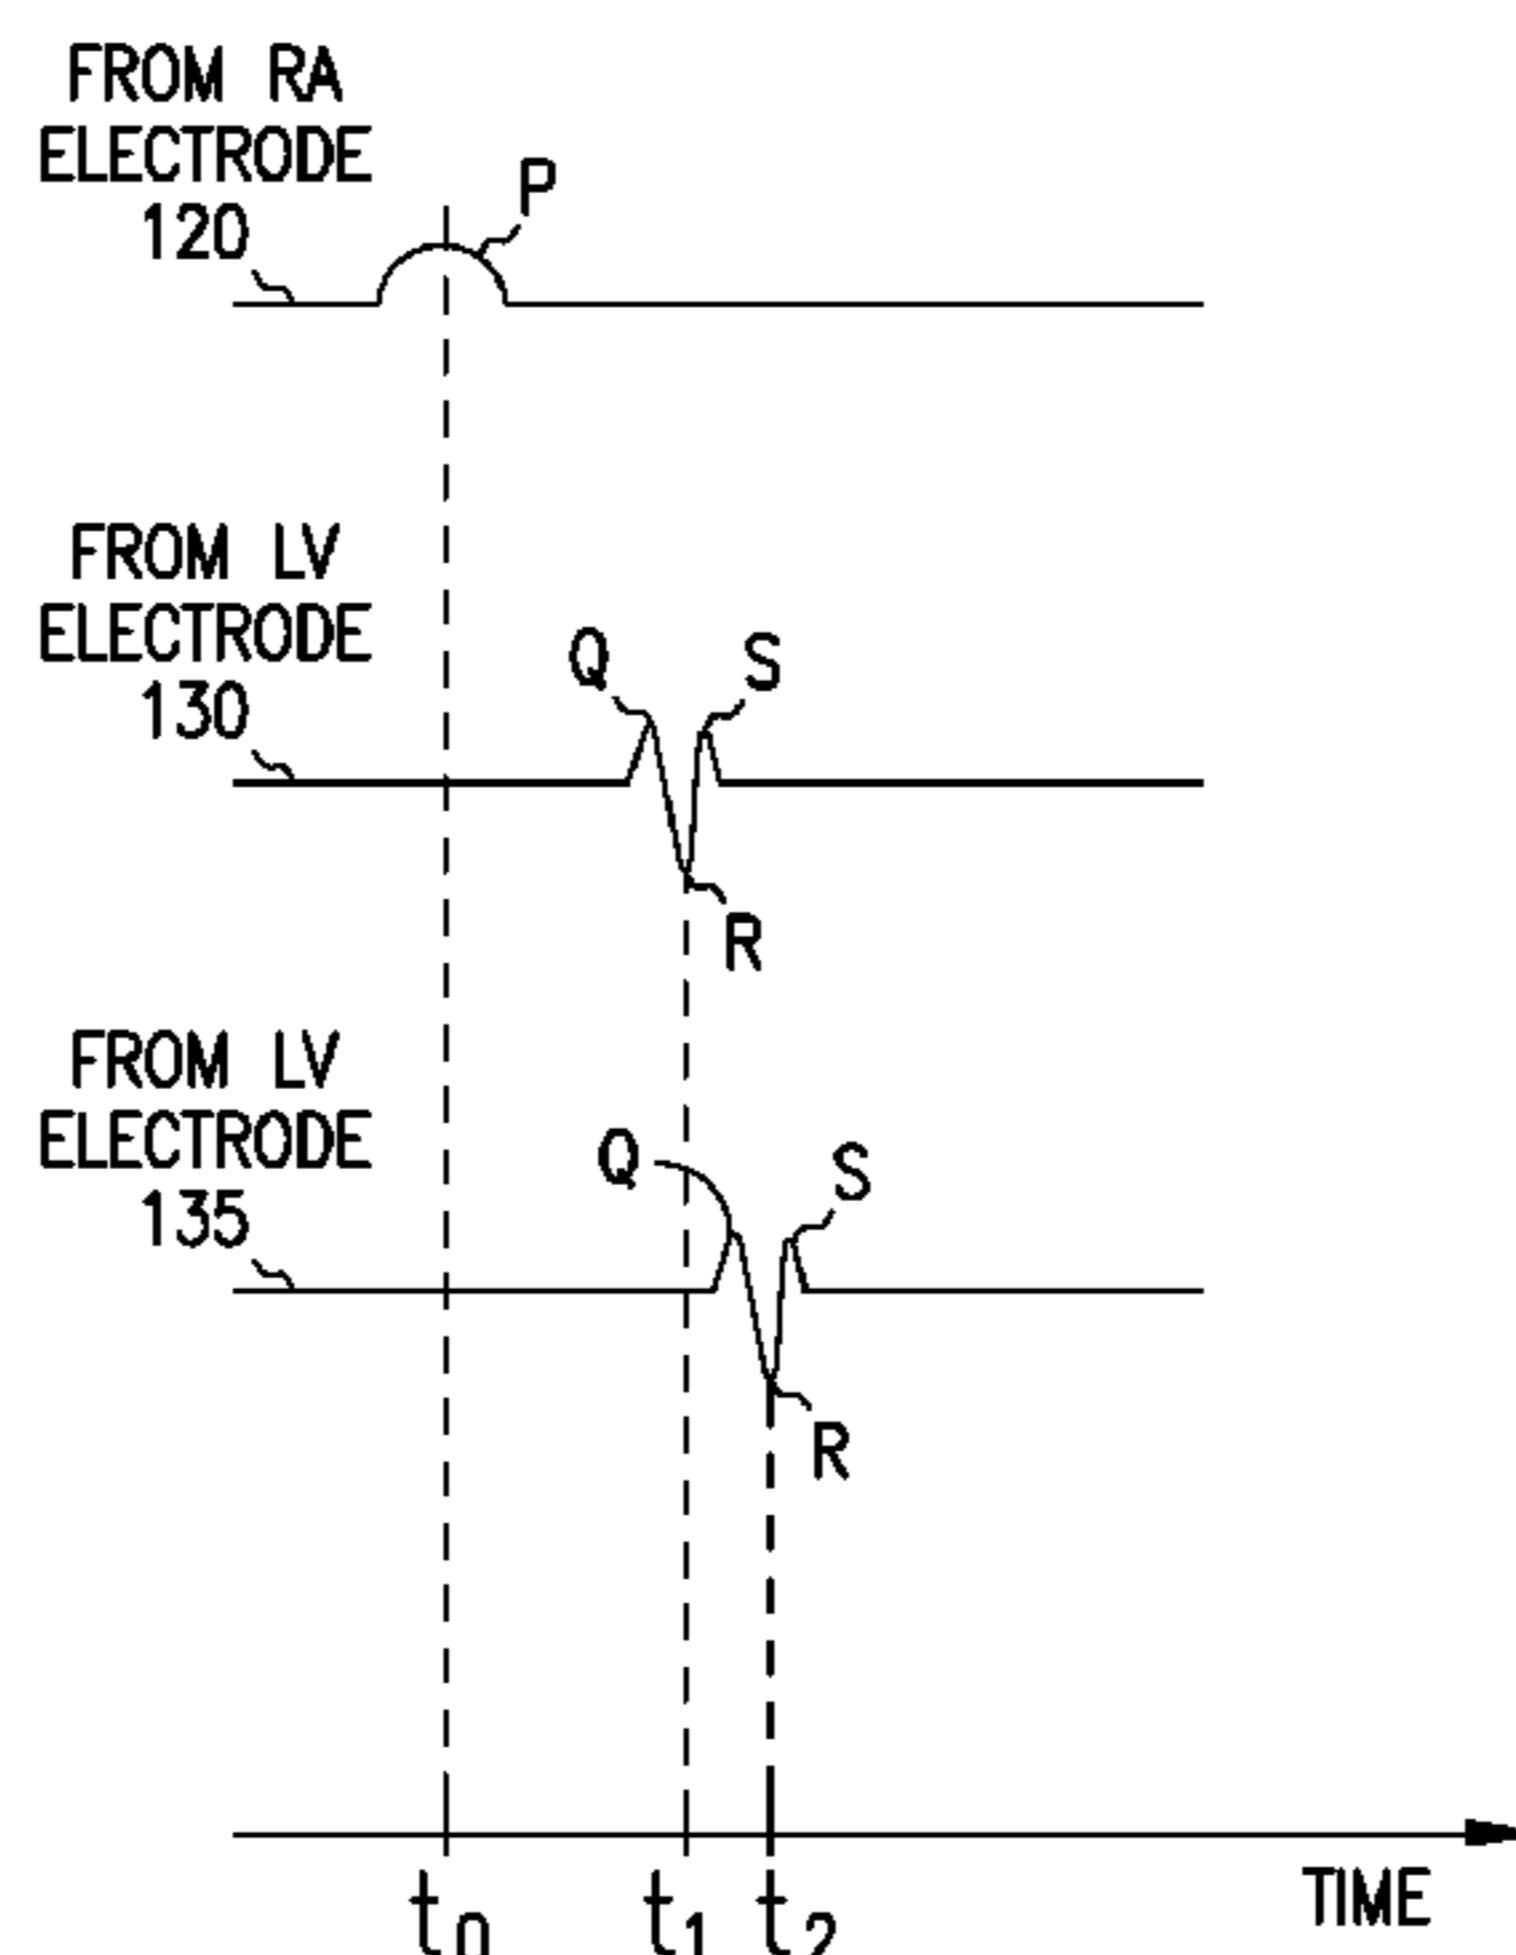 FROM RA
ELECTRODE
120
P
FROM LV
ELECTRODE
130
Q
S
R
FROM LV
ELECTRODE
135
Q
S
R
t0
t1
t2
TIME